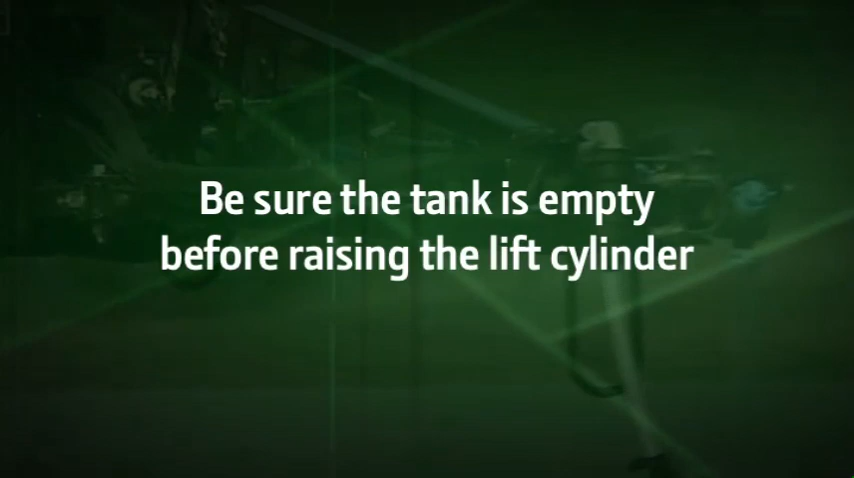 Be sure the tank is empty
before raising the lift cylinder